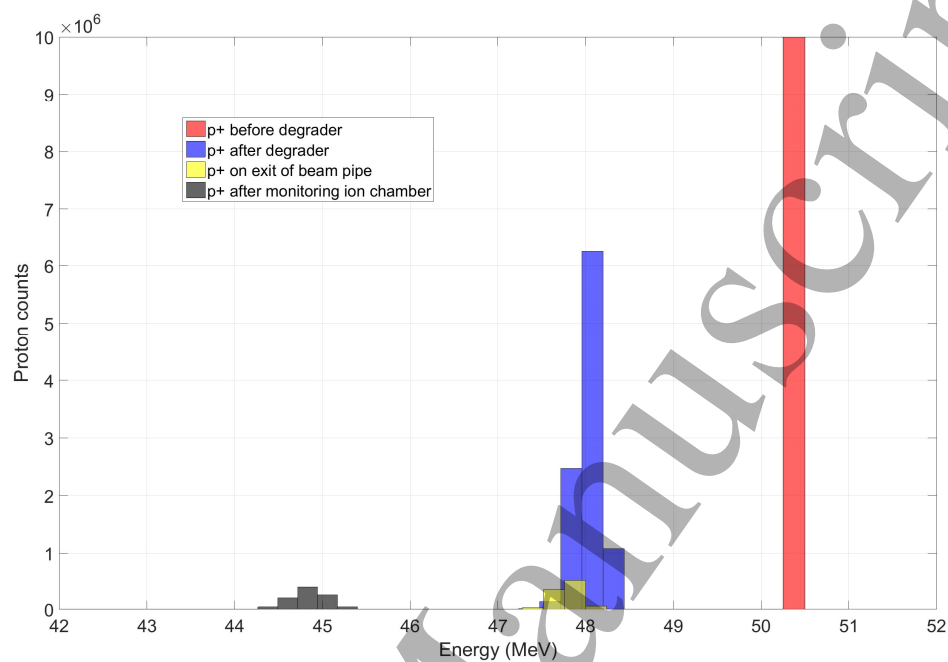 ×10^6
10
9
8
7
6
5
4
3
2
1
0
Proton counts
p+ before degrader
p+ after degrader
p+ on exit of beam pipe
p+ after monitoring ion chamber
42 43 44 45 46 47 48 49 50 51 52
Energy (MeV)
anuscri